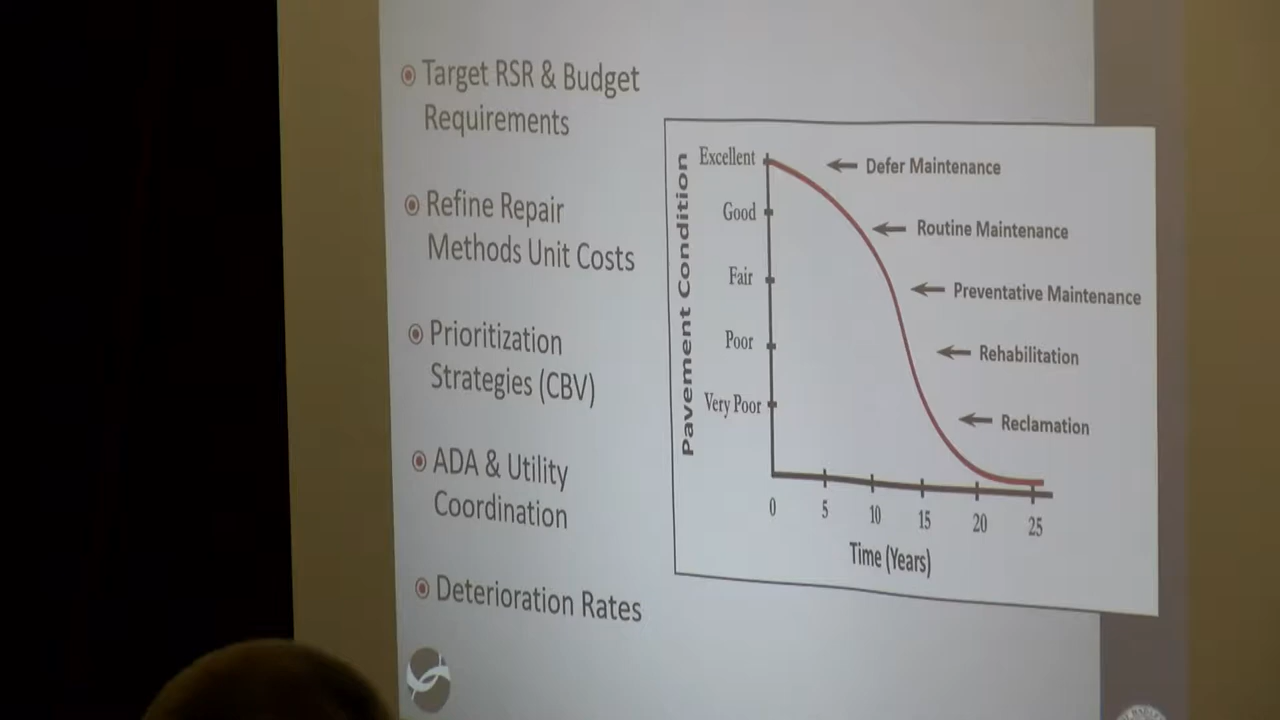 Target RSR & Budget
Requirements
Refine Repair
Methods Unit Costs
Prioritization
Strategies (CBV)
ADA & Utility
Coordination
Deterioration Rates
Pavement Condition
Excellent
Good
Fair
Poor
Very Poor
Defer Maintenance
Routine Maintenance
Preventative Maintenance
Rehabilitation
Reclamation
0 5 10 15 20 25
Time (Years)